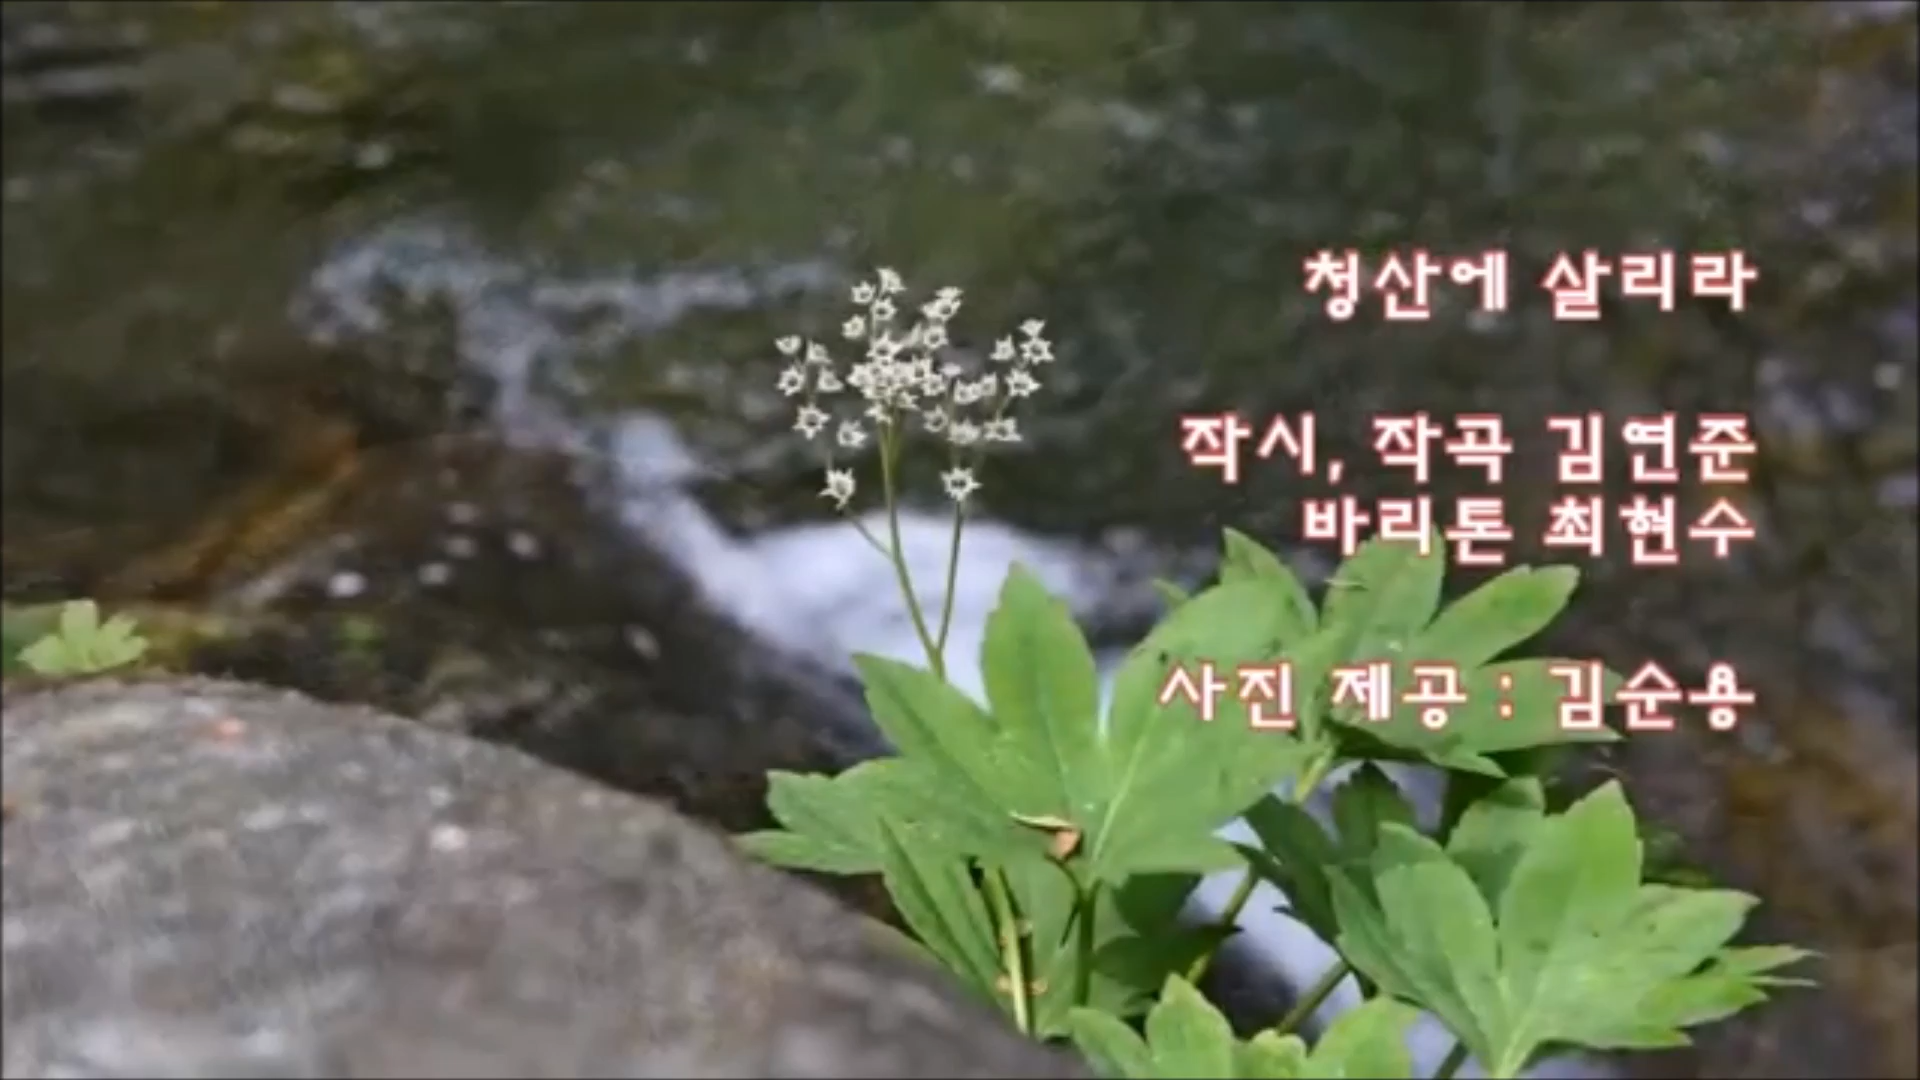 청산에 살리라
작시, 작곡 김연준
바리톤 최현수
사진 제공 : 김순용